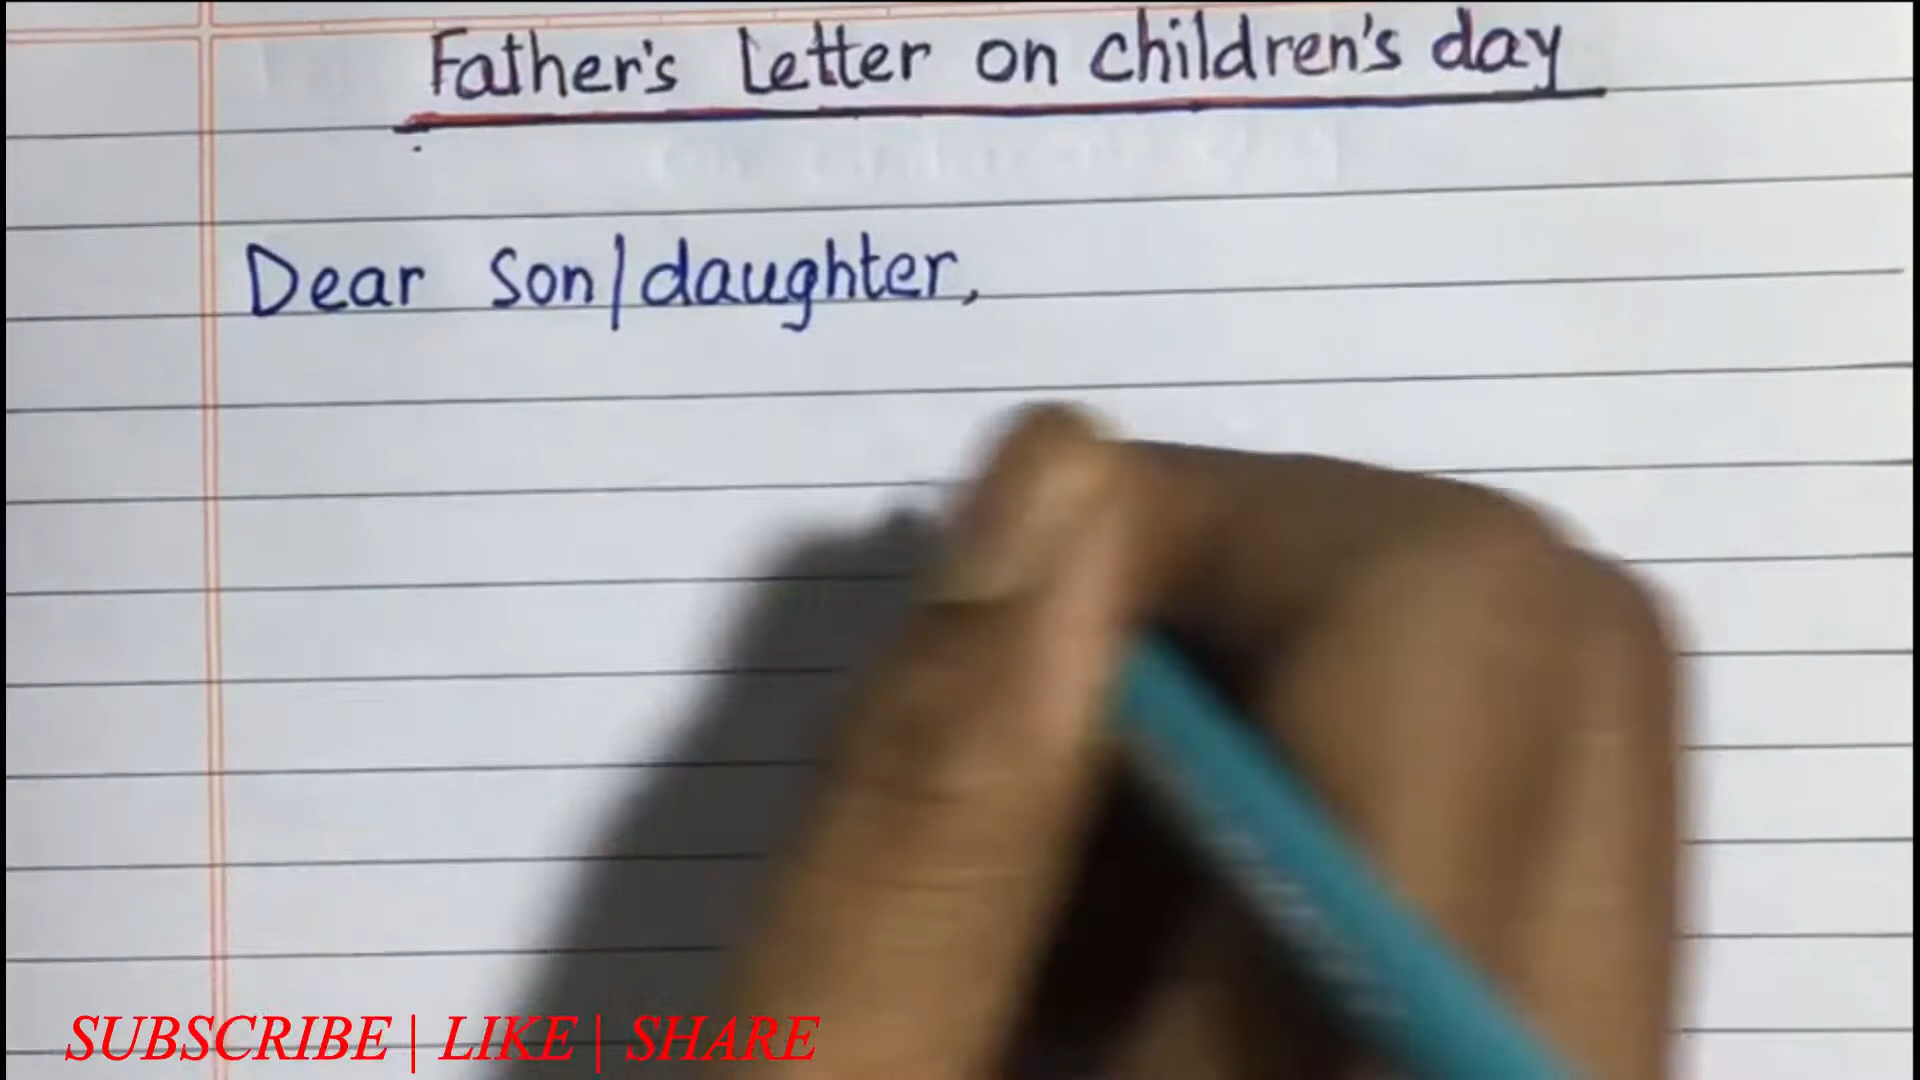 Father's Letter on children's day
Dear Son/daughter,
SUBSCRIBE | LIKE | SHARE